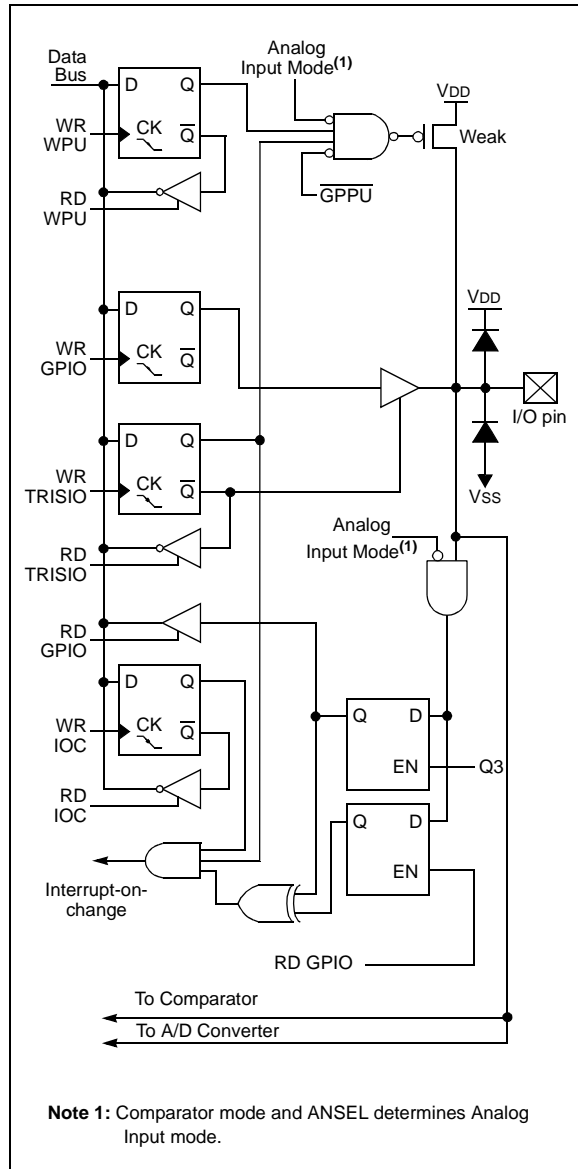 Data
Bus
D Q
WR
WPU
CK
Q
RD
WPU
Analog
Input Mode(1)
VDD
Weak
GPPU
D Q
WR
GPIO
CK
Q
VDD
I/O pin
VSS
D Q
WR
TRISIO
CK
Q
RD
TRISIO
Analog
Input Mode(1)
RD
GPIO
D Q
WR
IOC
CK
Q
RD
IOC
Q D
EN
Q3
Q D
EN
Interrupt-on-
change
RD GPIO
To Comparator
To A/D Converter
Note 1: Comparator mode and ANSEL determines Analog
Input mode.